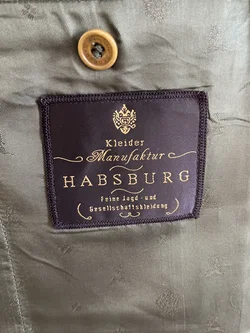 Kleider
Manufaktur
HABSBURG
Feine Jagd- und
Gesellschaftskleidung